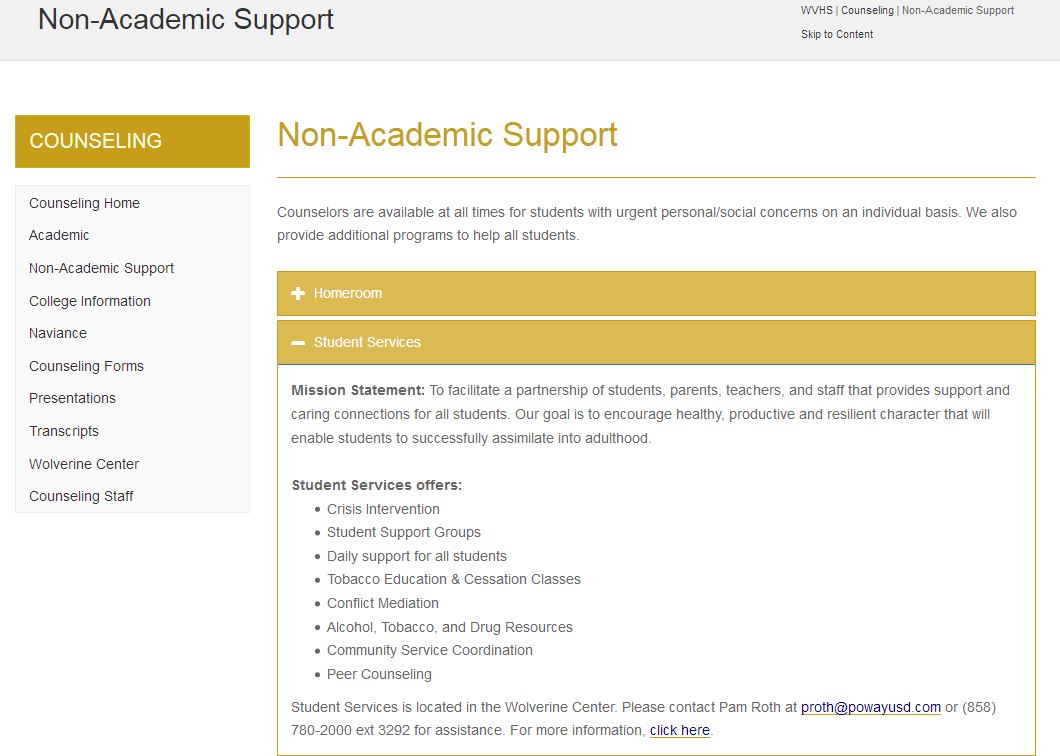 Non-Academic Support
WVHS | Counseling | Non-Academic Support
Skip to Content
COUNSELING
Counseling Home
Academic
Non-Academic Support
College Information
Naviance
Counseling Forms
Presentations
Transcripts
Wolverine Center
Counseling Staff
Non-Academic Support
Counselors are available at all times for students with urgent personal/social concerns on an individual basis. We also
provide additional programs to help all students.
Homeroom
Student Services
Mission Statement: To facilitate a partnership of students, parents, teachers, and staff that provides support and
caring connections for all students. Our goal is to encourage healthy, productive and resilient character that will
enable students to successfully assimilate into adulthood.
Student Services offers:
• Crisis Intervention
• Student Support Groups
• Daily support for all students
• Tobacco Education & Cessation Classes
• Conflict Mediation
• Alcohol, Tobacco, and Drug Resources
• Community Service Coordination
• Peer Counseling
Student Services is located in the Wolverine Center. Please contact Pam Roth at proth@powayusd.com or (858)
780-2000 ext 3292 for assistance. For more information, click here.